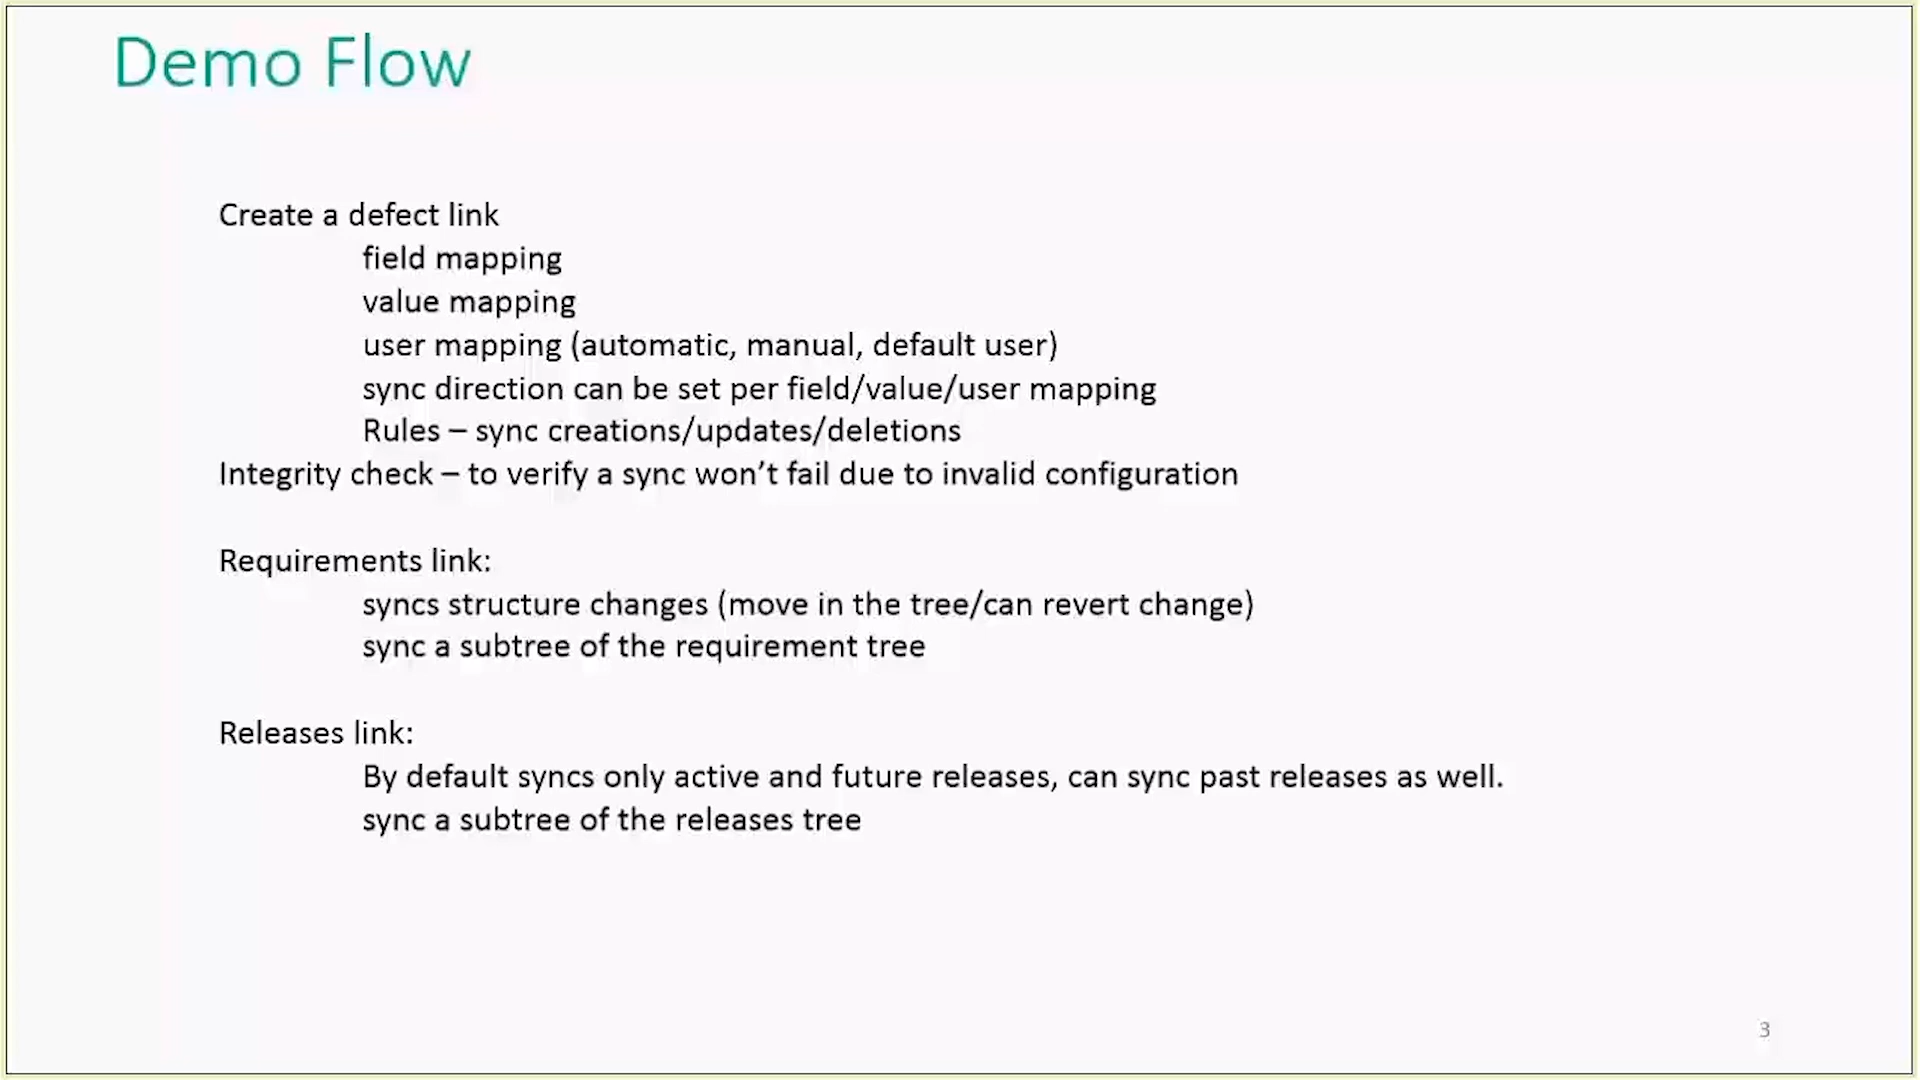 Demo Flow
Create a defect link
field mapping
value mapping
user mapping (automatic, manual, default user)
sync direction can be set per field/value/user mapping
Rules – sync creations/updates/deletions
Integrity check – to verify a sync won’t fail due to invalid configuration
Requirements link:
syncs structure changes (move in the tree/can revert change)
sync a subtree of the requirement tree
Releases link:
By default syncs only active and future releases, can sync past releases as well.
sync a subtree of the releases tree
3